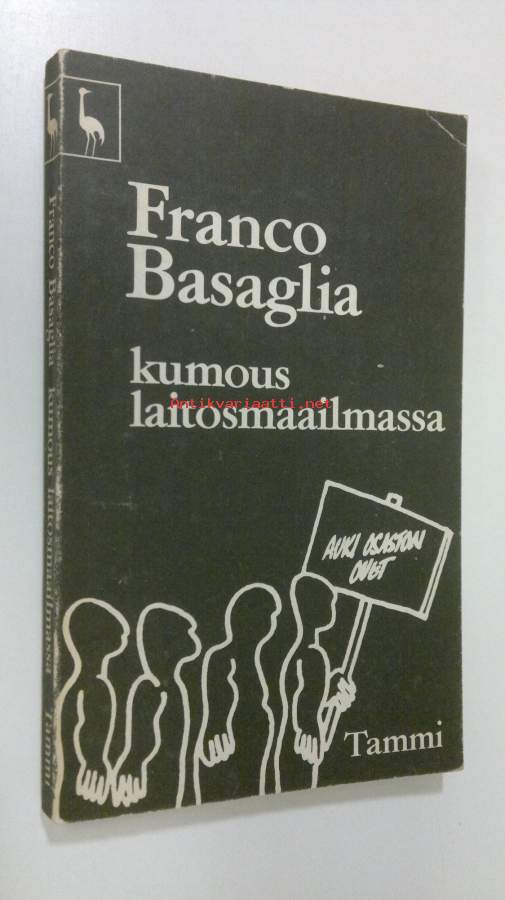 Franco
Basaglia
kumous
laitosmaailmassa
Antikvariaatti.net
AUKI OSASTON
OVET
Tammi
Franco Basaglia kumous laitosmaailmassa Tammi